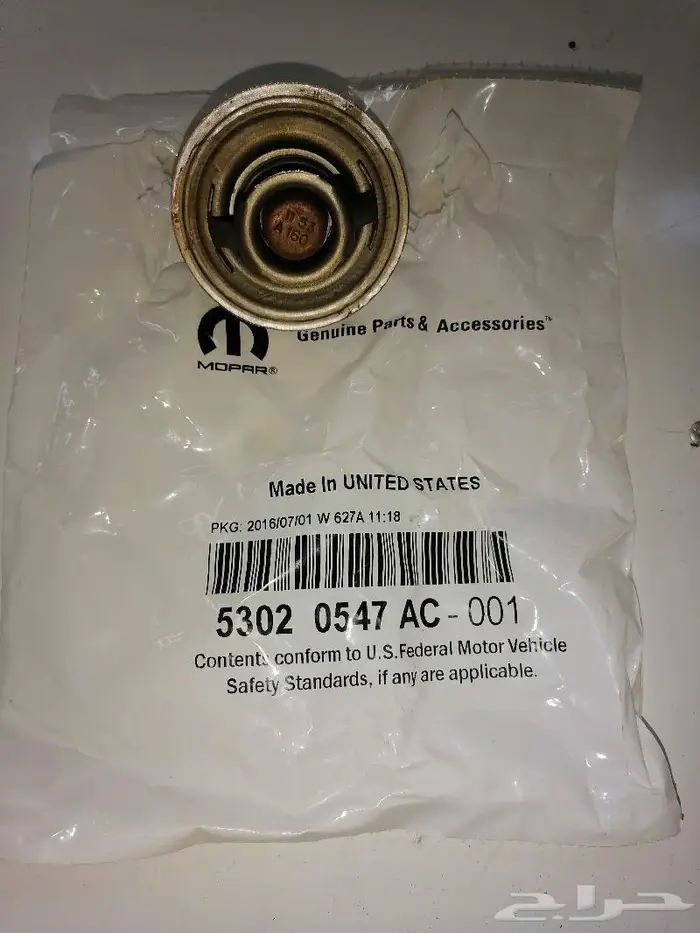 A 160
Genuine Parts & Accessories™
MOPAR®
Made In UNITED STATES
PKG: 2016/07/01 W 627A 11:18
5302 0547 AC - 001
Contents conform to U.S. Federal Motor Vehicle
Safety Standards, if any are applicable.
حراج